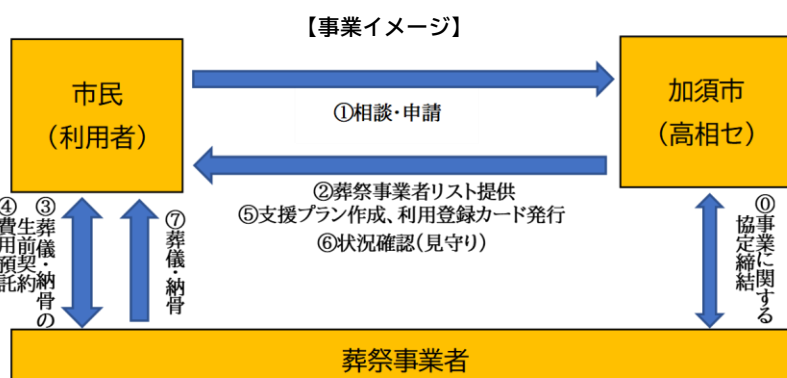 【事業イメージ】
市民
（利用者）
加須市
（高相セ）
①相談・申請
②葬祭事業者リスト提供
⑤支援プラン作成、利用登録カード発行
⑥状況確認（見守り）
③葬儀・納骨の
生前契約
④費用預託
⑦葬儀・納骨
⓪事業に関する
協定締結
葬祭事業者